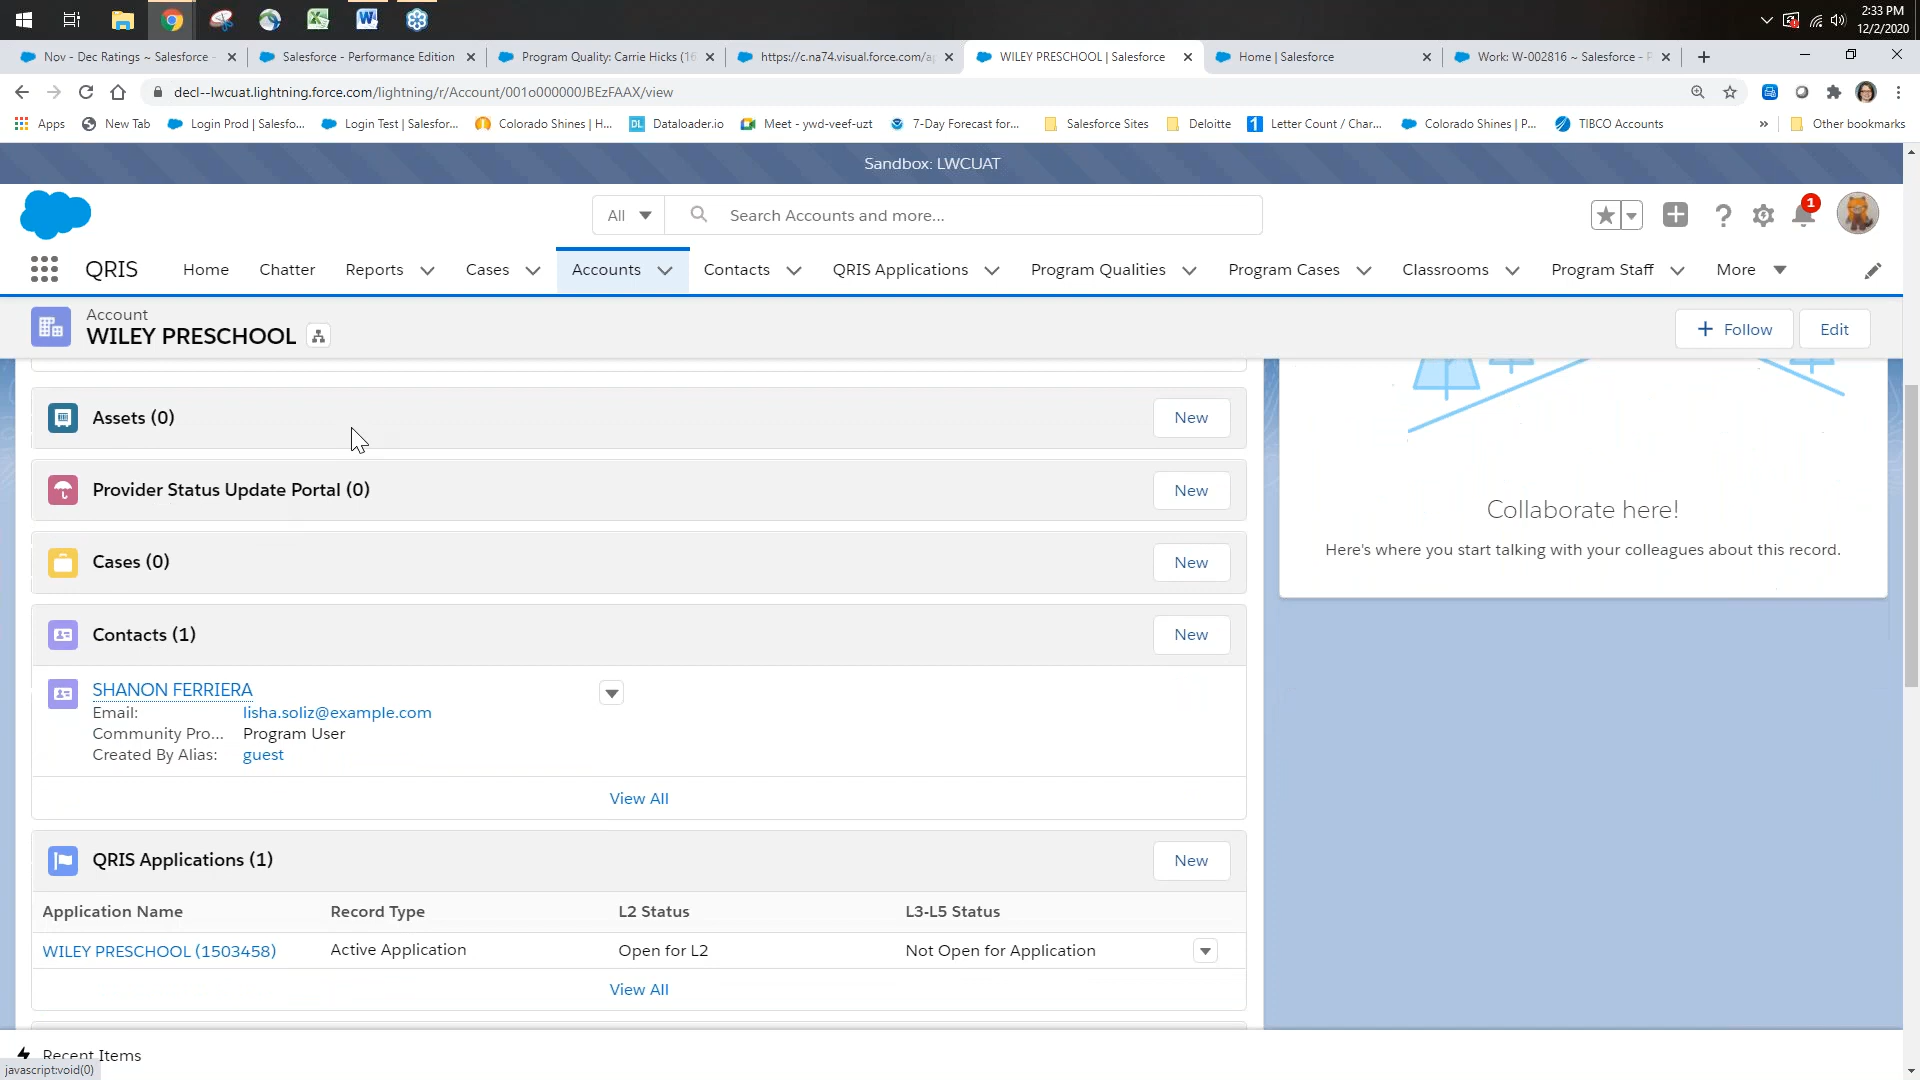 2:33 PM
12/2/2020
Nov - Dec Ratings ~ Salesforce -
Salesforce - Performance Edition
Program Quality: Carrie Hicks (16
https://c.na74.visual.force.com/a
WILEY PRESCHOOL | Salesforce
Home | Salesforce
Work: W-002816 ~ Salesforce - P
decl--lwcuat.lightning.force.com/lightning/r/Account/001o000000JBEzFAAX/view
Apps
New Tab
Login Prod | Salesfo...
Login Test | Salesfor...
Colorado Shines | H...
DL
Dataloader.io
Meet - ywd-veef-uzt
7-Day Forecast for...
Salesforce Sites
Deloitte
1
Letter Count / Char...
Colorado Shines | P...
TIBCO Accounts
»
Other bookmarks
Sandbox: LWCUAT
All
Search Accounts and more...
1
QRIS
Home
Chatter
Reports
Cases
Accounts
Contacts
QRIS Applications
Program Qualities
Program Cases
Classrooms
Program Staff
More
Account
WILEY PRESCHOOL
+ Follow
Edit
Assets (0)
New
Provider Status Update Portal (0)
New
Cases (0)
New
Contacts (1)
New
SHANON FERRIERA
Email: lisha.soliz@example.com
Community Pro... Program User
Created By Alias: guest
View All
QRIS Applications (1)
New
Application Name Record Type L2 Status L3-L5 Status
WILEY PRESCHOOL (1503458) Active Application Open for L2 Not Open for Application
View All
Collaborate here!
Here's where you start talking with your colleagues about this record.
Recent Items
javascript:void(0)